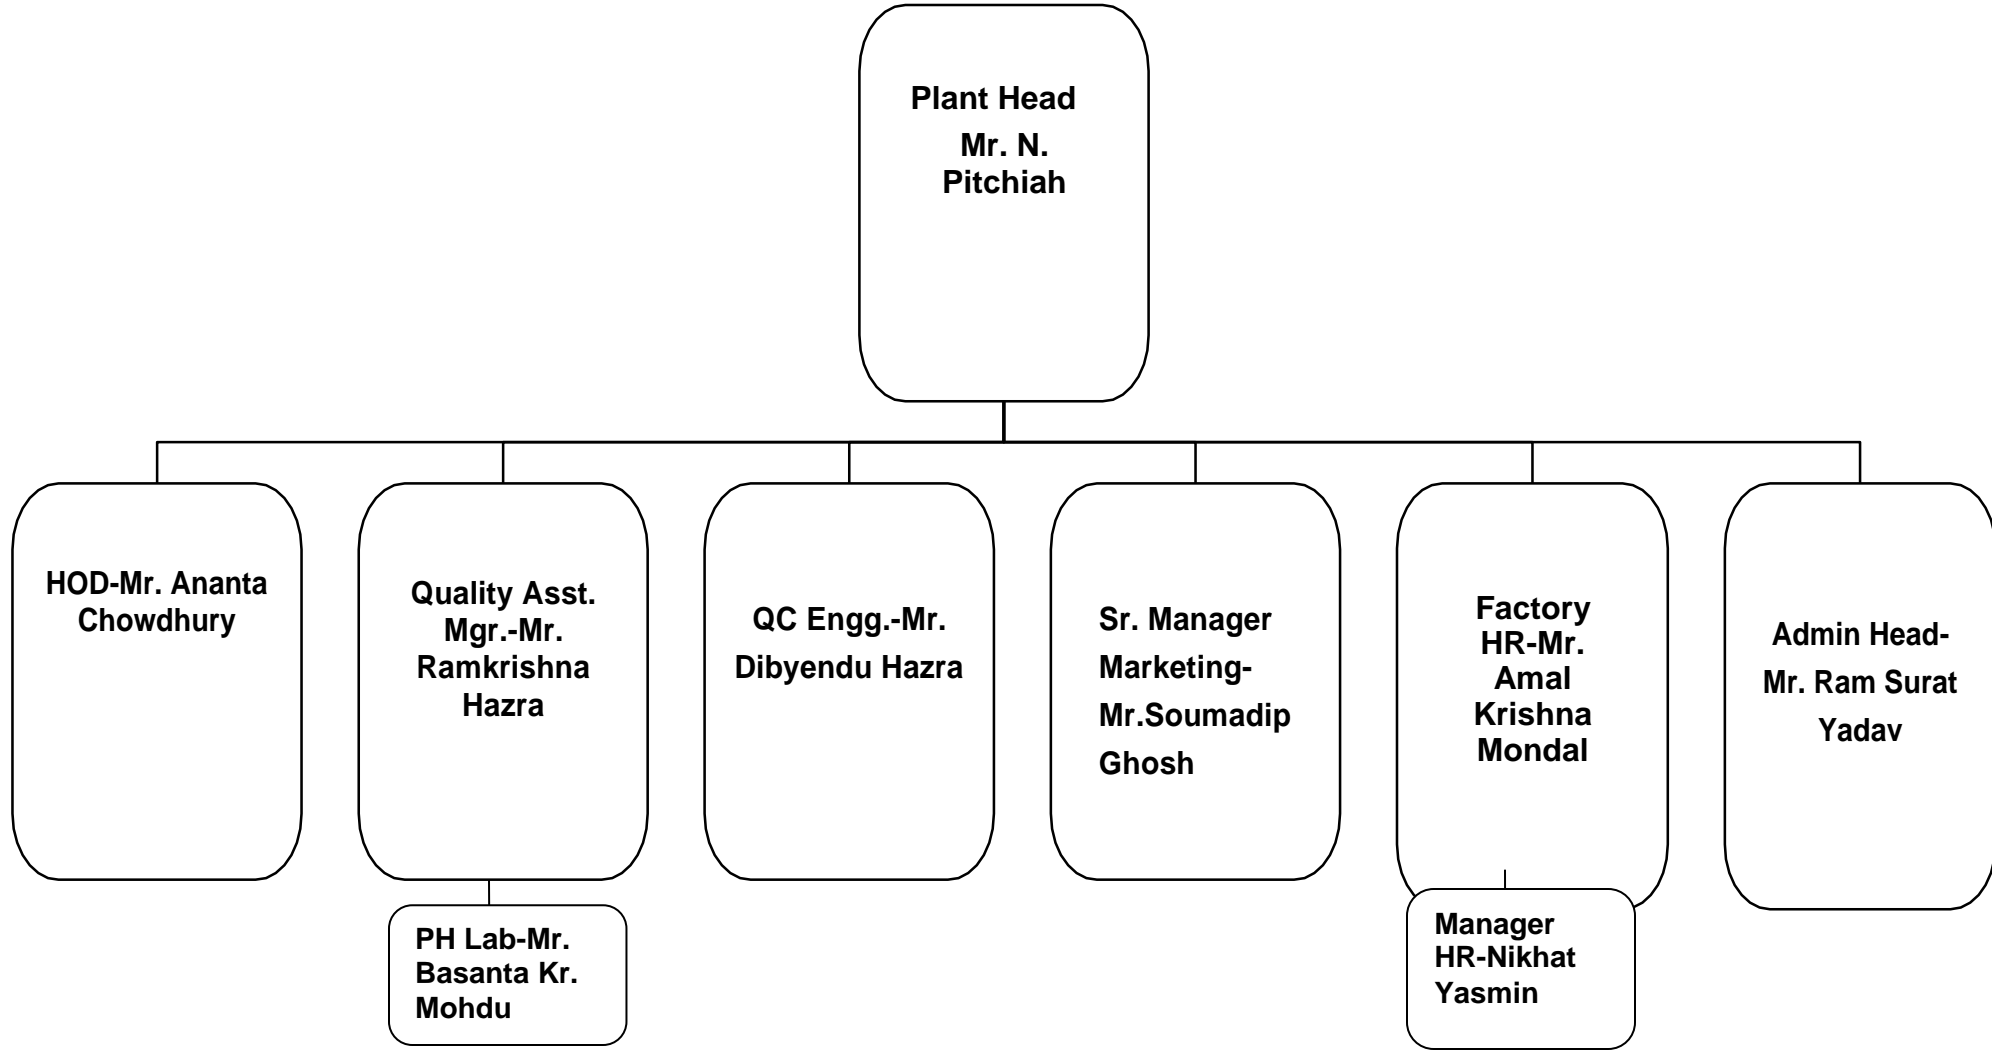 Plant Head
Mr. N.
Pitchiah
HOD-Mr. Ananta
Chowdhury
Quality Asst.
Mgr.-Mr.
Ramkrishna
Hazra
QC Engg.-Mr.
Dibyendu Hazra
Sr. Manager
Marketing-
Mr.Soumadip
Ghosh
Factory
HR-Mr.
Amal
Krishna
Mondal
Admin Head-
Mr. Ram Surat
Yadav
PH Lab-Mr.
Basanta Kr.
Mohdu
Manager
HR-Nikhat
Yasmin